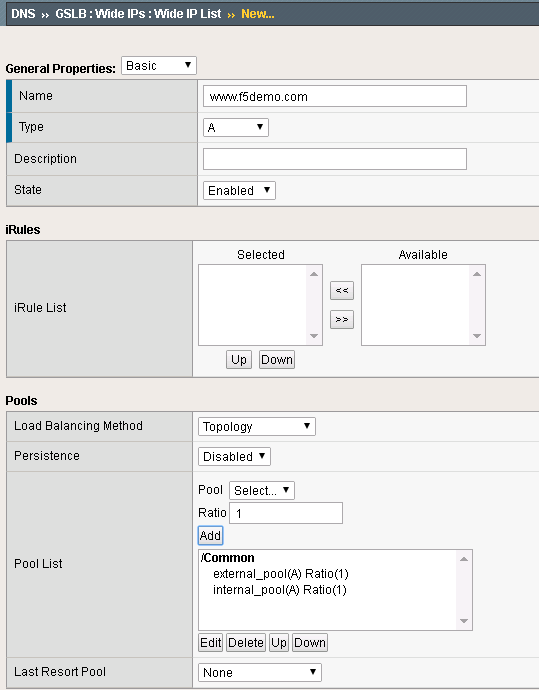 DNS ›› GSLB : Wide IPs : Wide IP List ›› New...
General Properties: Basic
Name www.f5demo.com
Type A
Description
State Enabled
iRules
Selected Available
iRule List
<<
>>
Up Down
Pools
Load Balancing Method Topology
Persistence Disabled
Pool Select...
Ratio 1
Add
Pool List
/Common
external_pool(A) Ratio(1)
internal_pool(A) Ratio(1)
Edit Delete Up Down
Last Resort Pool None